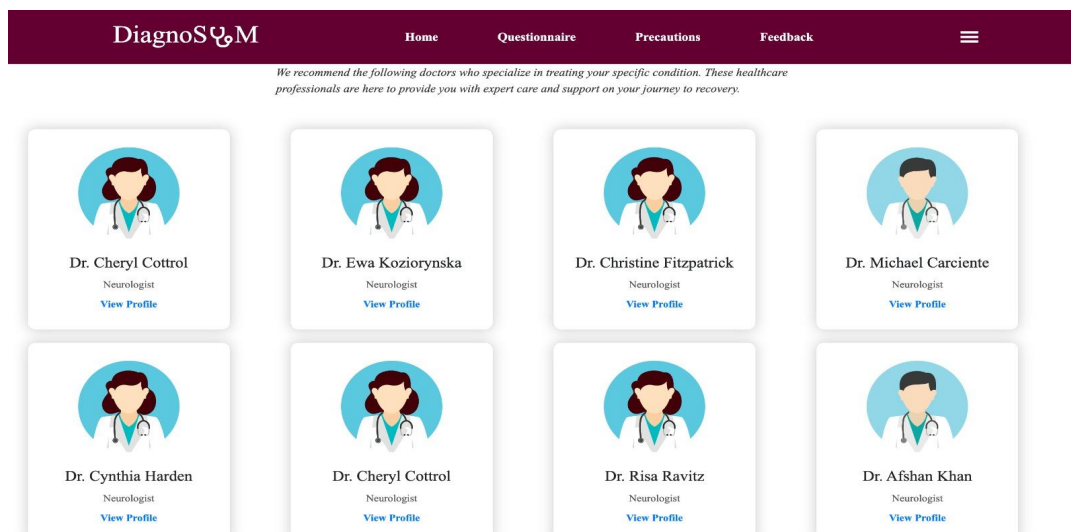 DiagnoSyM
Home Questionnaire Precautions Feedback
We recommend the following doctors who specialize in treating your specific condition. These healthcare
professionals are here to provide you with expert care and support on your journey to recovery.
Dr. Cheryl Cottrol Dr. Ewa Koziorynska Dr. Christine Fitzpatrick Dr. Michael Carciente
Neurologist Neurologist Neurologist Neurologist
View Profile View Profile View Profile View Profile
Dr. Cynthia Harden Dr. Cheryl Cottrol Dr. Risa Ravitz Dr. Afshan Khan
Neurologist Neurologist Neurologist Neurologist
View Profile View Profile View Profile View Profile